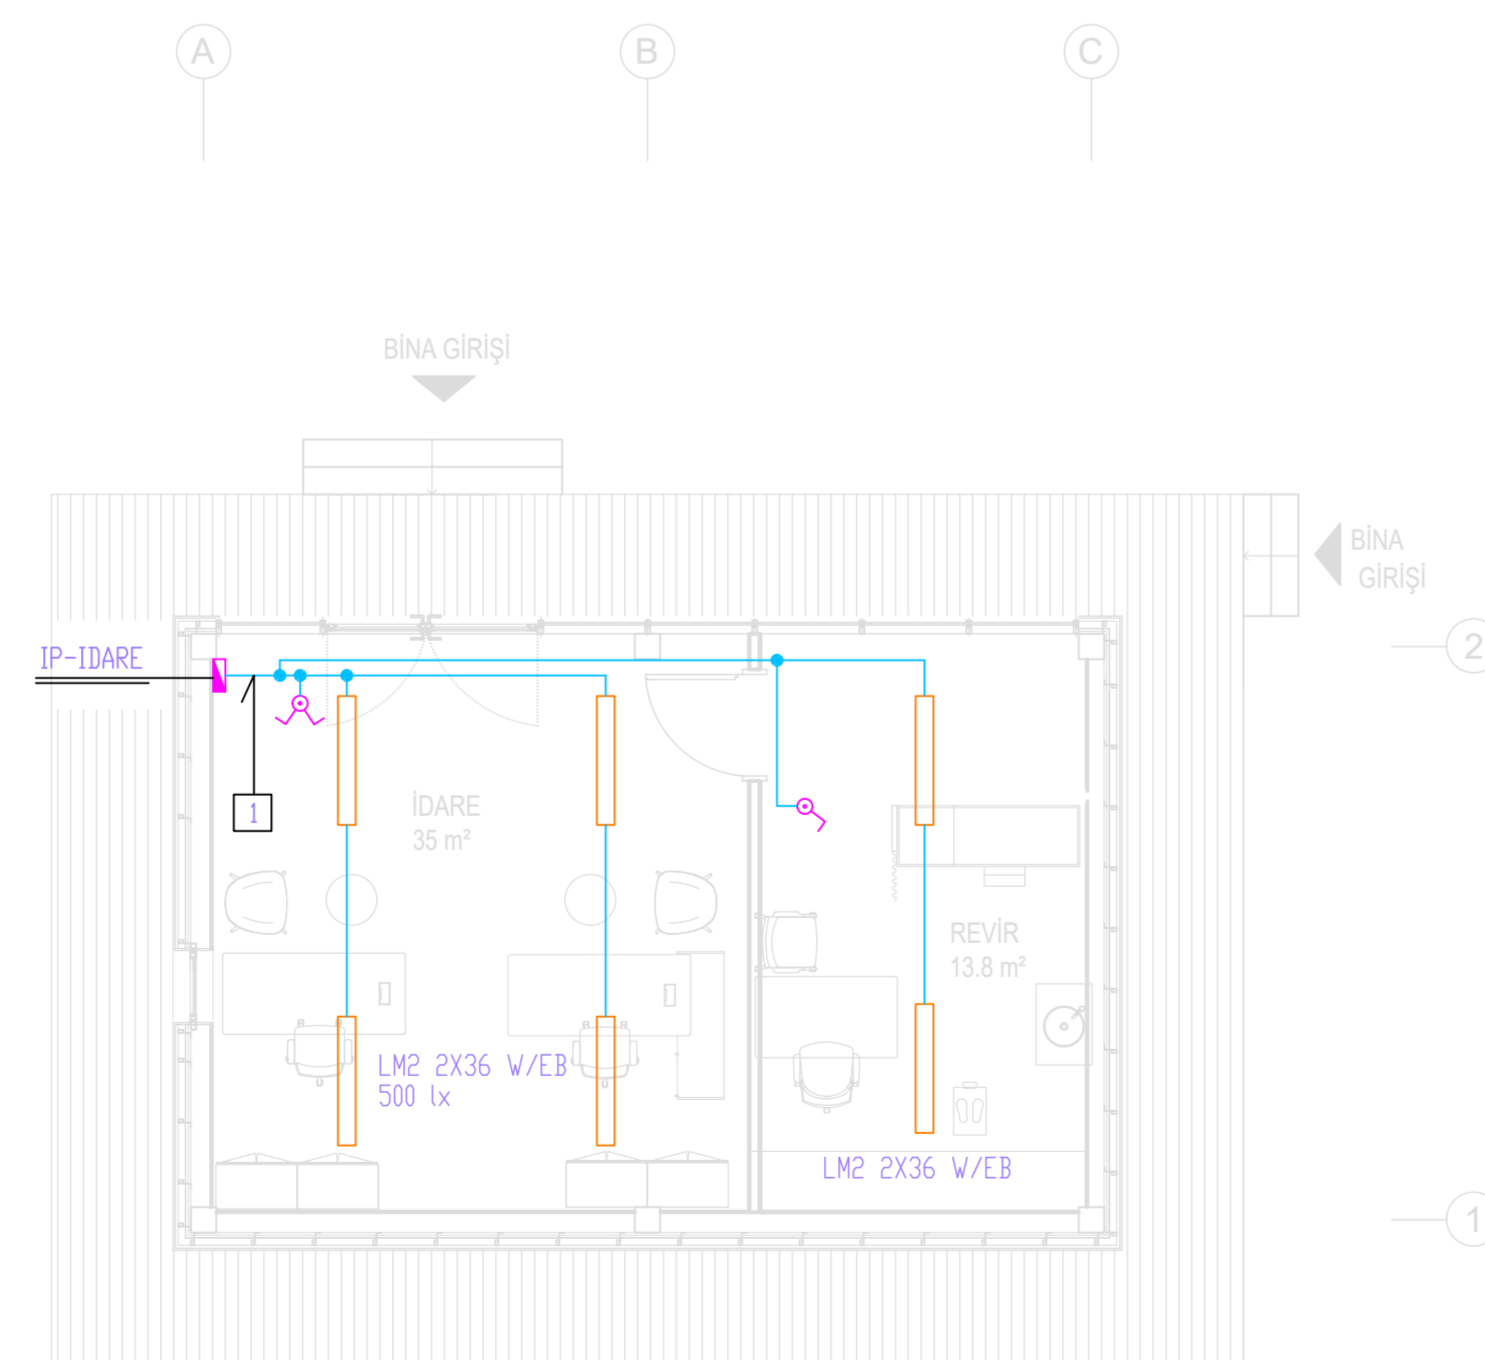 A
B
C
BİNA GİRİŞİ
BİNA
GİRİŞİ
2
IP-IDARE
1
İDARE
35 m²
REVİR
13.8 m²
LM2 2X36 W/EB
500 lx
LM2 2X36 W/EB
1